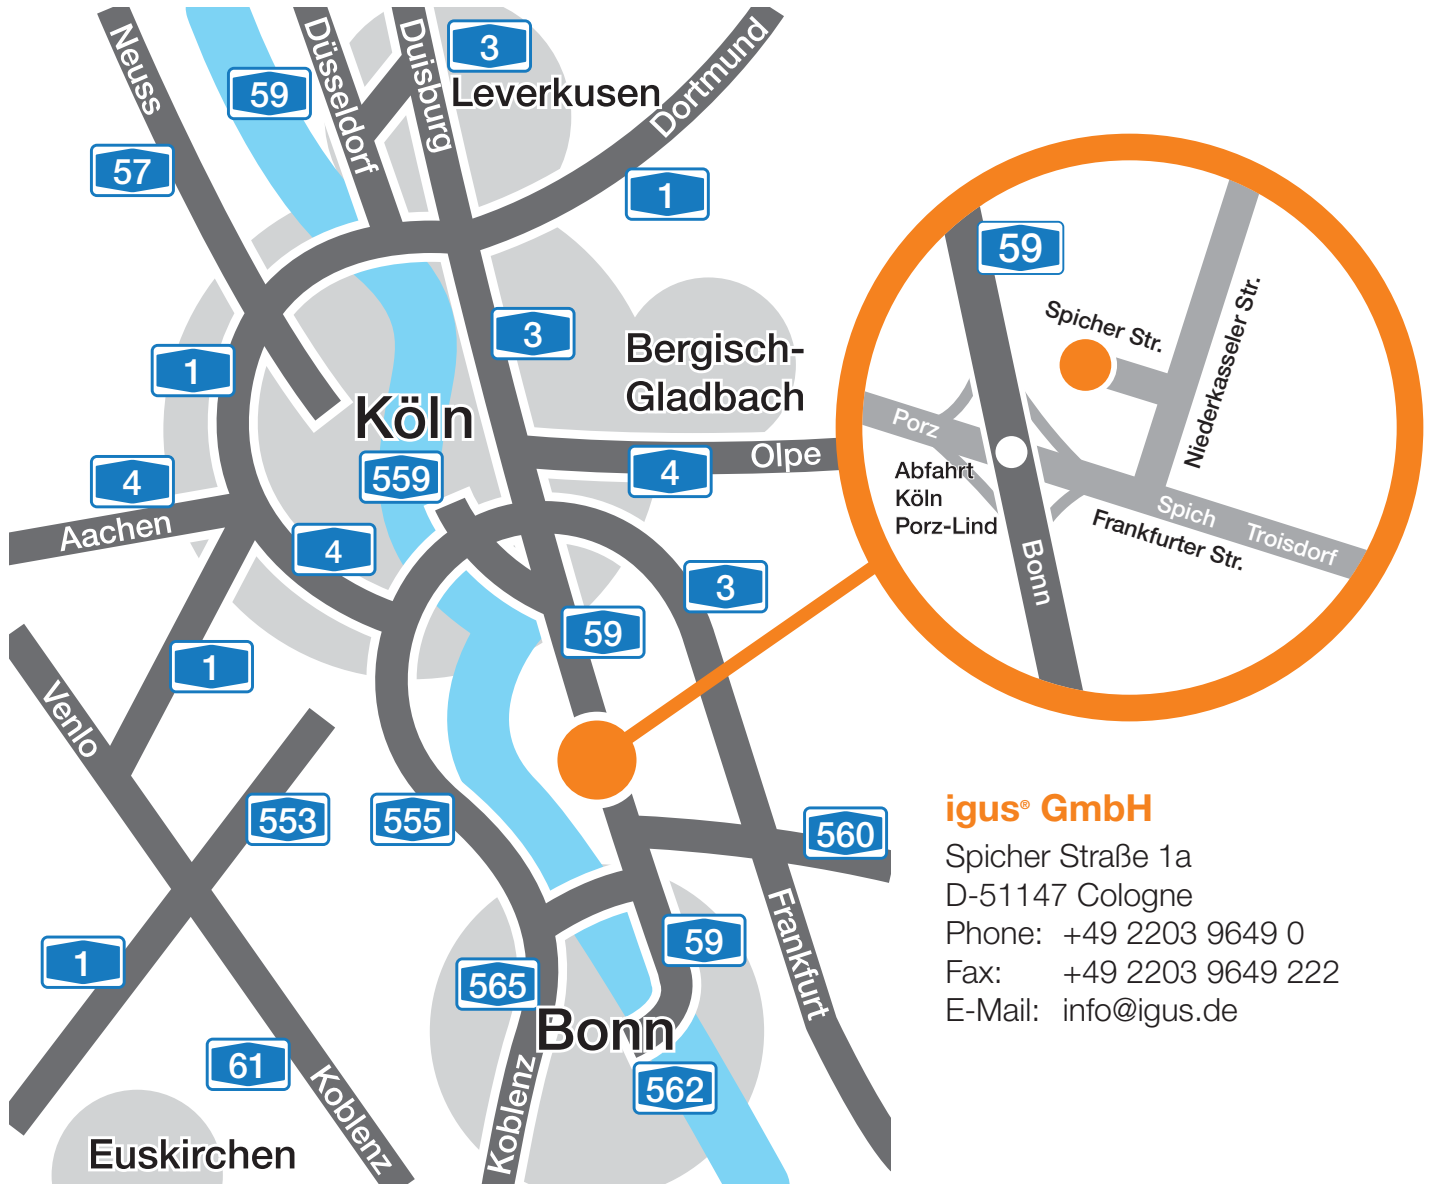 Neuss
Düsseldorf
Duisburg
3
Dortmund
59
Leverkusen
57
1
59
Spicher Str.
Niederkasseler Str.
3
Bergisch-
Gladbach
1
Köln
Porz
Olpe
4
559
4
Abfahrt
Köln
Porz-Lind
Spich
Troisdorf
Frankfurter Str.
Aachen
4
Bonn
3
59
1
Venlo
553
555
560
igus® GmbH
Spicher Straße 1a
D-51147 Cologne
Phone: +49 2203 9649 0
Fax: +49 2203 9649 222
E-Mail: info@igus.de
Frankfurt
59
1
565
Bonn
61
Koblenz
Koblenz
562
Euskirchen